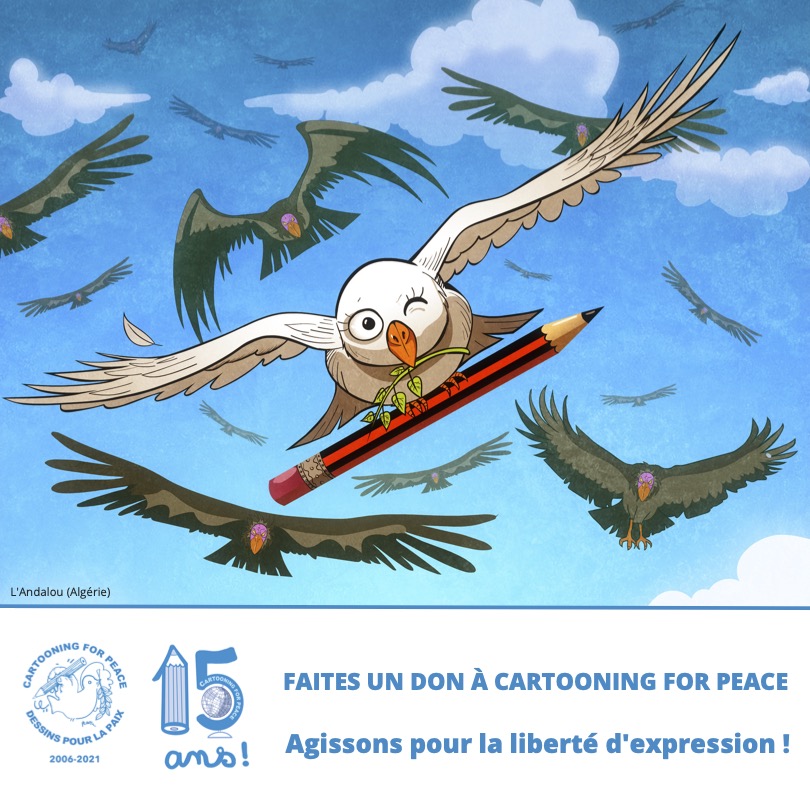 L'Andalou (Algérie)
CARTOONING FOR PEACE
DESSINS POUR LA PAIX
2006-2021
15
CARTOONING FOR PEACE
ans!
FAITES UN DON À CARTOONING FOR PEACE
Agissons pour la liberté d'expression !